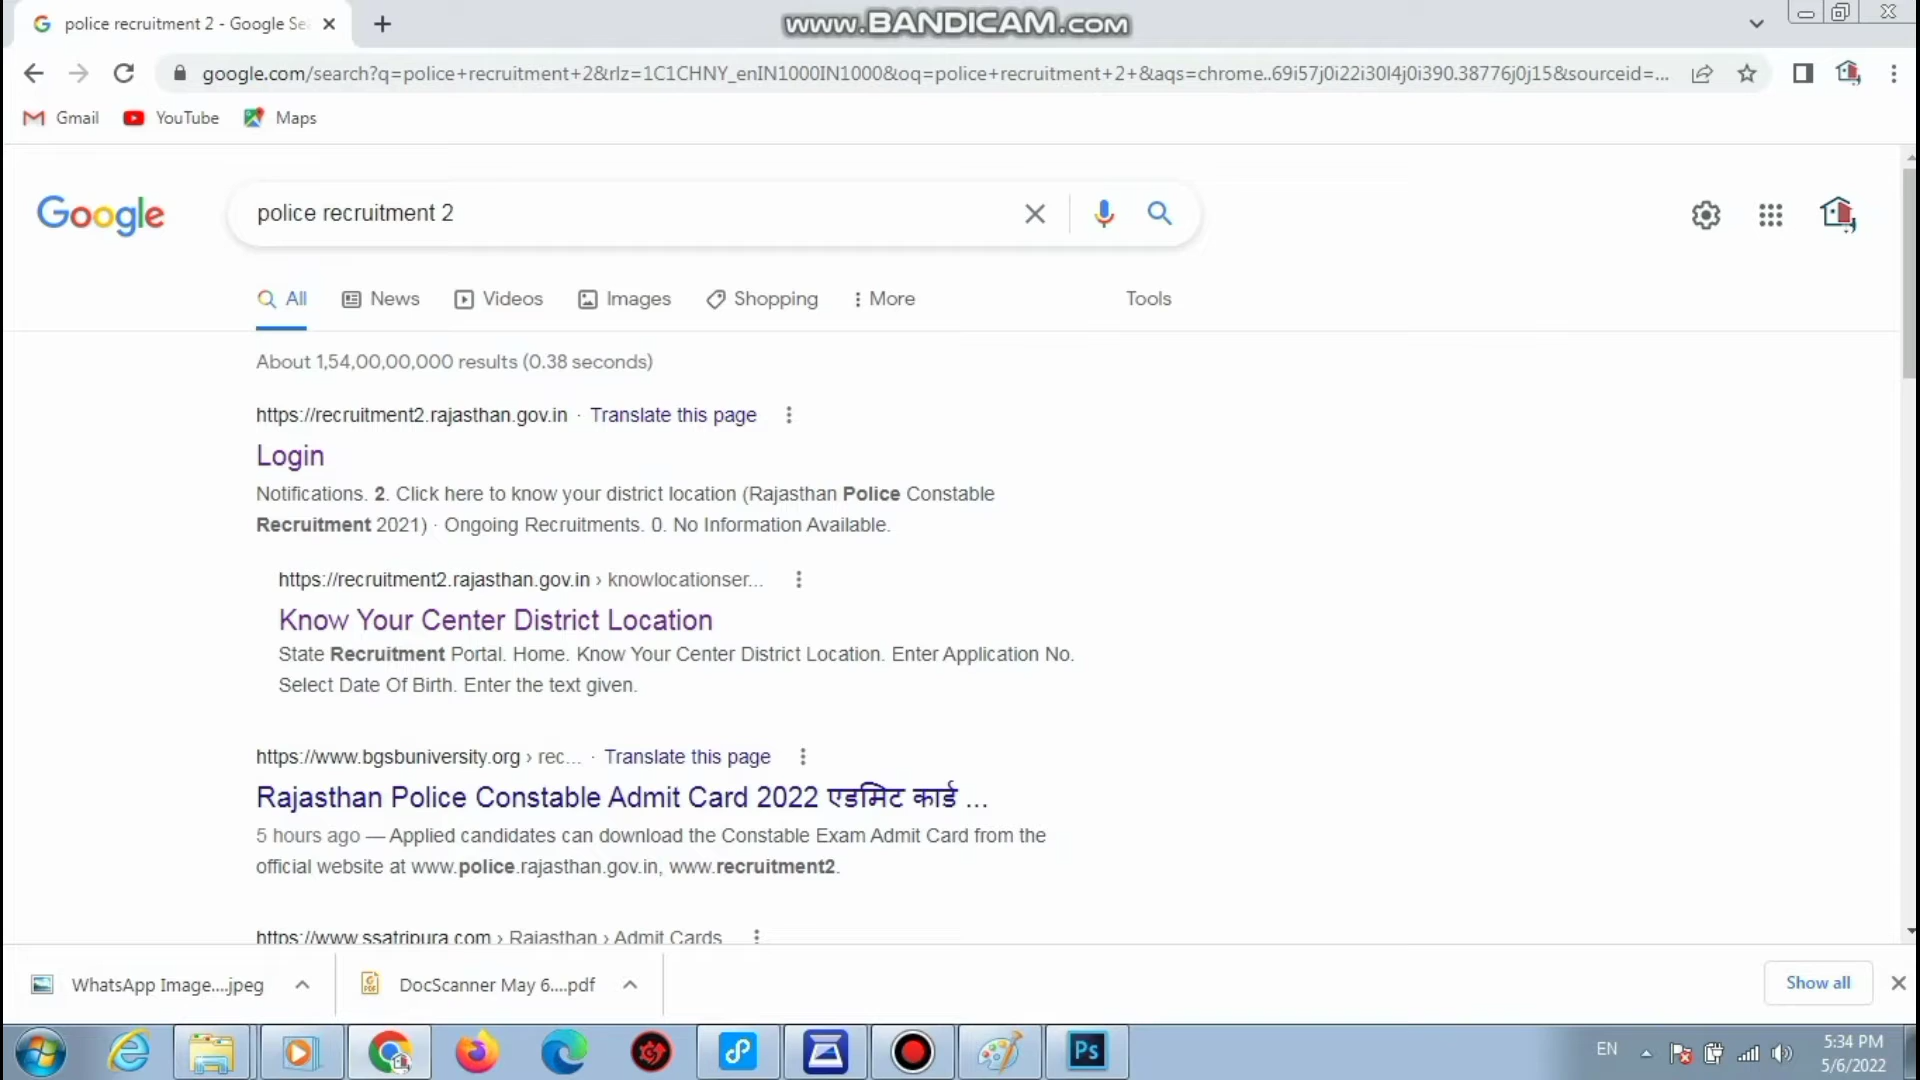 www.BANDICAM.com
police recruitment 2 - Google Se
google.com/search?q=police+recruitment+2&rlz=1C1CHNY_enIN1000IN1000&oq=police+recruitment+2+&aqs=chrome..69i57j0i22i30l4j0i390.38776j0j15&sourceid=...
Gmail YouTube Maps
Google police recruitment 2
All News Videos Images Shopping More Tools
About 1,54,00,00,000 results (0.38 seconds)
https://recruitment2.rajasthan.gov.in · Translate this page
Login
Notifications. 2. Click here to know your district location (Rajasthan Police Constable
Recruitment 2021) · Ongoing Recruitments. 0. No Information Available.
https://recruitment2.rajasthan.gov.in › knowlocationser...
Know Your Center District Location
State Recruitment Portal. Home. Know Your Center District Location. Enter Application No.
Select Date Of Birth. Enter the text given.
https://www.bgsbuniversity.org › rec... · Translate this page
Rajasthan Police Constable Admit Card 2022 एडमिट कार्ड ...
5 hours ago — Applied candidates can download the Constable Exam Admit Card from the
official website at www.police.rajasthan.gov.in, www.recruitment2.
https://www.ssatripura.com › Rajasthan › Admit Cards
WhatsApp Image....jpeg DocScanner May 6....pdf Show all
Ps EN 5:34 PM
5/6/2022